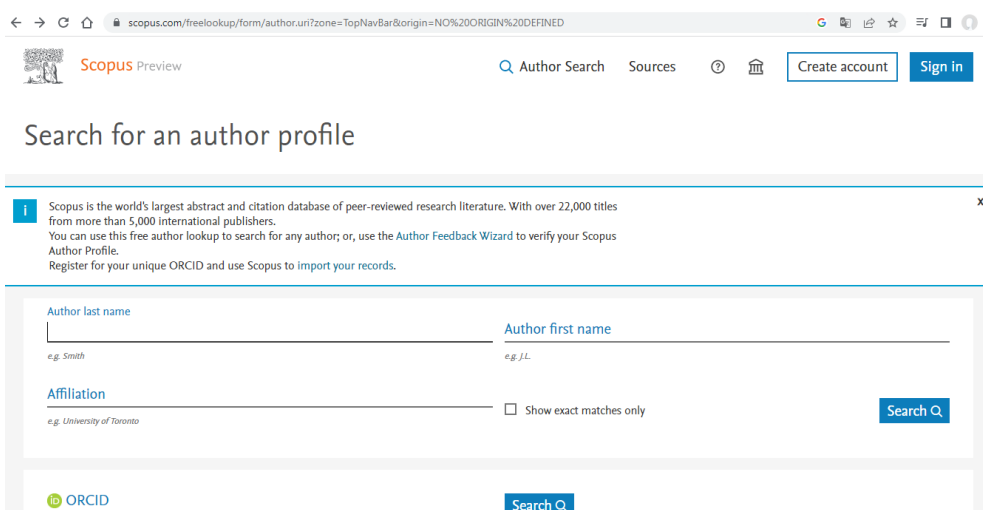 scopus.com/freelookup/form/author.uri?zone=TopNavBar&origin=NO%20ORIGIN%20DEFINED
Scopus Preview
Author Search Sources Create account Sign in
Search for an author profile
i Scopus is the world's largest abstract and citation database of peer-reviewed research literature. With over 22,000 titles x
from more than 5,000 international publishers.
You can use this free author lookup to search for any author; or, use the Author Feedback Wizard to verify your Scopus
Author Profile.
Register for your unique ORCID and use Scopus to import your records.
Author last name
Author first name
e.g. Smith e.g. J.L.
Affiliation
Show exact matches only Search
e.g. University of Toronto
iD ORCID Search